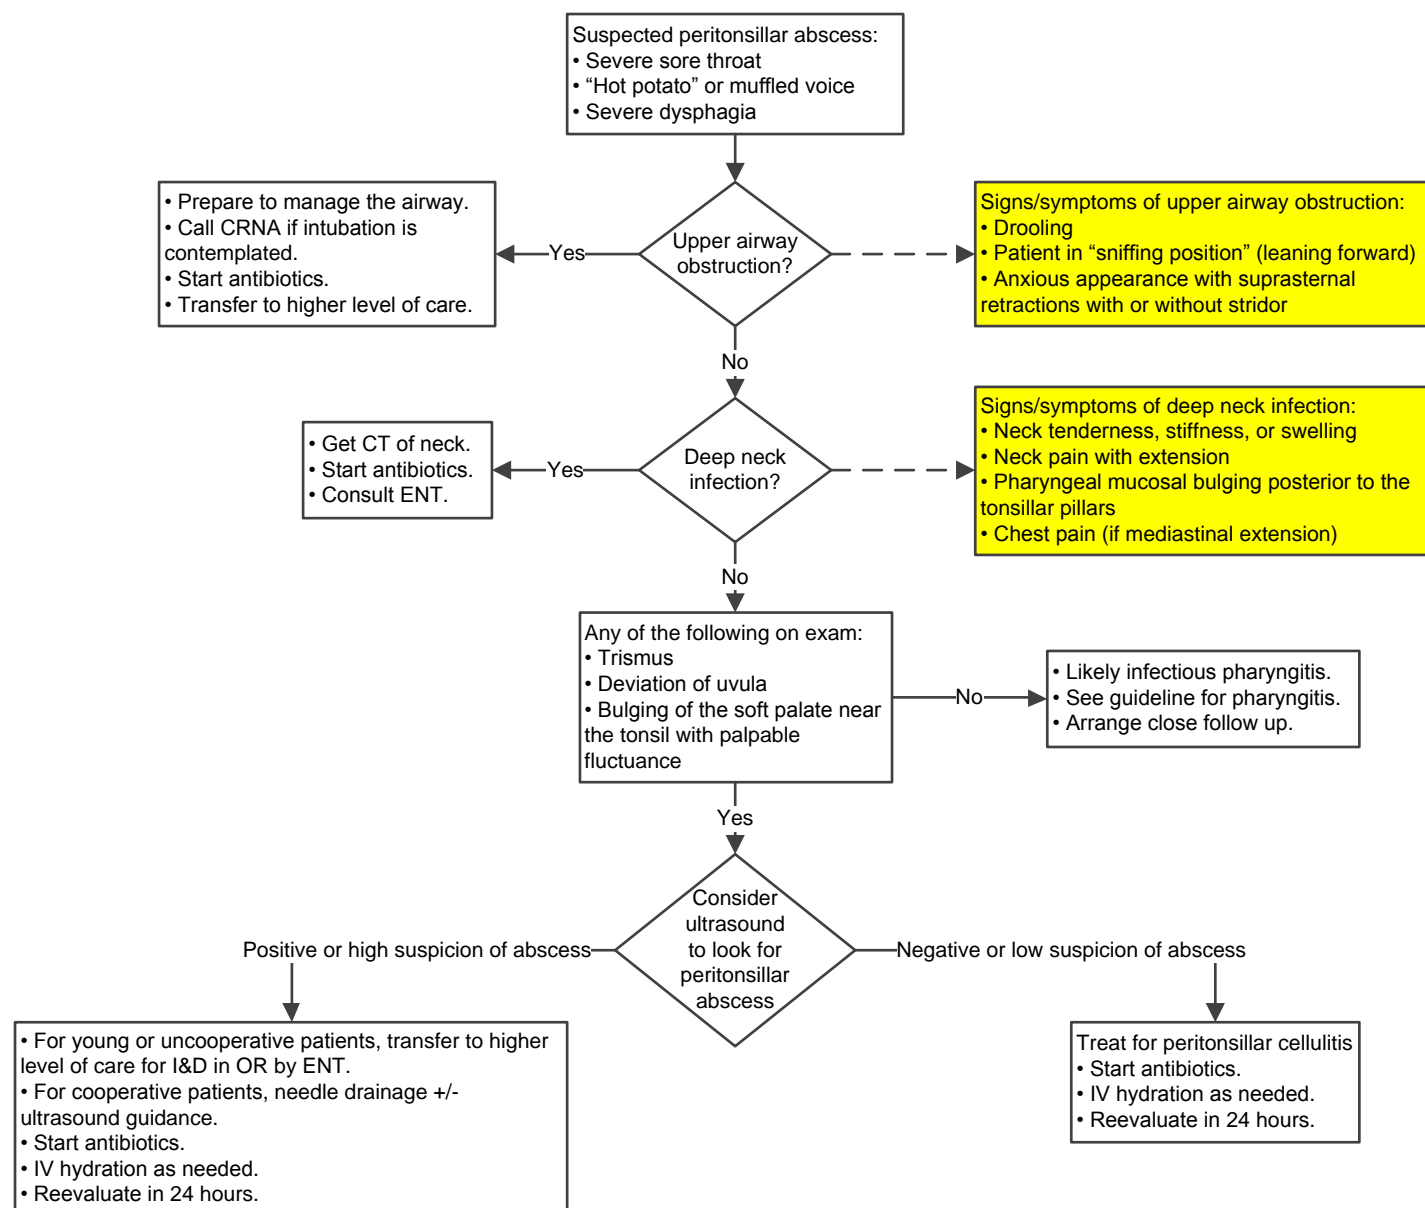 Suspected peritonsillar abscess:
• Severe sore throat
• “Hot potato” or muffled voice
• Severe dysphagia
• Prepare to manage the airway.
• Call CRNA if intubation is
contemplated.
• Start antibiotics.
• Transfer to higher level of care.
Yes
Upper airway
obstruction?
Signs/symptoms of upper airway obstruction:
• Drooling
• Patient in “sniffing position” (leaning forward)
• Anxious appearance with suprasternal
retractions with or without stridor
No
• Get CT of neck.
• Start antibiotics.
• Consult ENT.
Yes
Deep neck
infection?
Signs/symptoms of deep neck infection:
• Neck tenderness, stiffness, or swelling
• Neck pain with extension
• Pharyngeal mucosal bulging posterior to the
tonsillar pillars
• Chest pain (if mediastinal extension)
No
Any of the following on exam:
• Trismus
• Deviation of uvula
• Bulging of the soft palate near
the tonsil with palpable
fluctuance
No
• Likely infectious pharyngitis.
• See guideline for pharyngitis.
• Arrange close follow up.
Yes
Consider
ultrasound
to look for
peritonsillar
abscess
Positive or high suspicion of abscess
Negative or low suspicion of abscess
• For young or uncooperative patients, transfer to higher
level of care for I&D in OR by ENT.
• For cooperative patients, needle drainage +/-
ultrasound guidance.
• Start antibiotics.
• IV hydration as needed.
• Reevaluate in 24 hours.
Treat for peritonsillar cellulitis
• Start antibiotics.
• IV hydration as needed.
• Reevaluate in 24 hours.